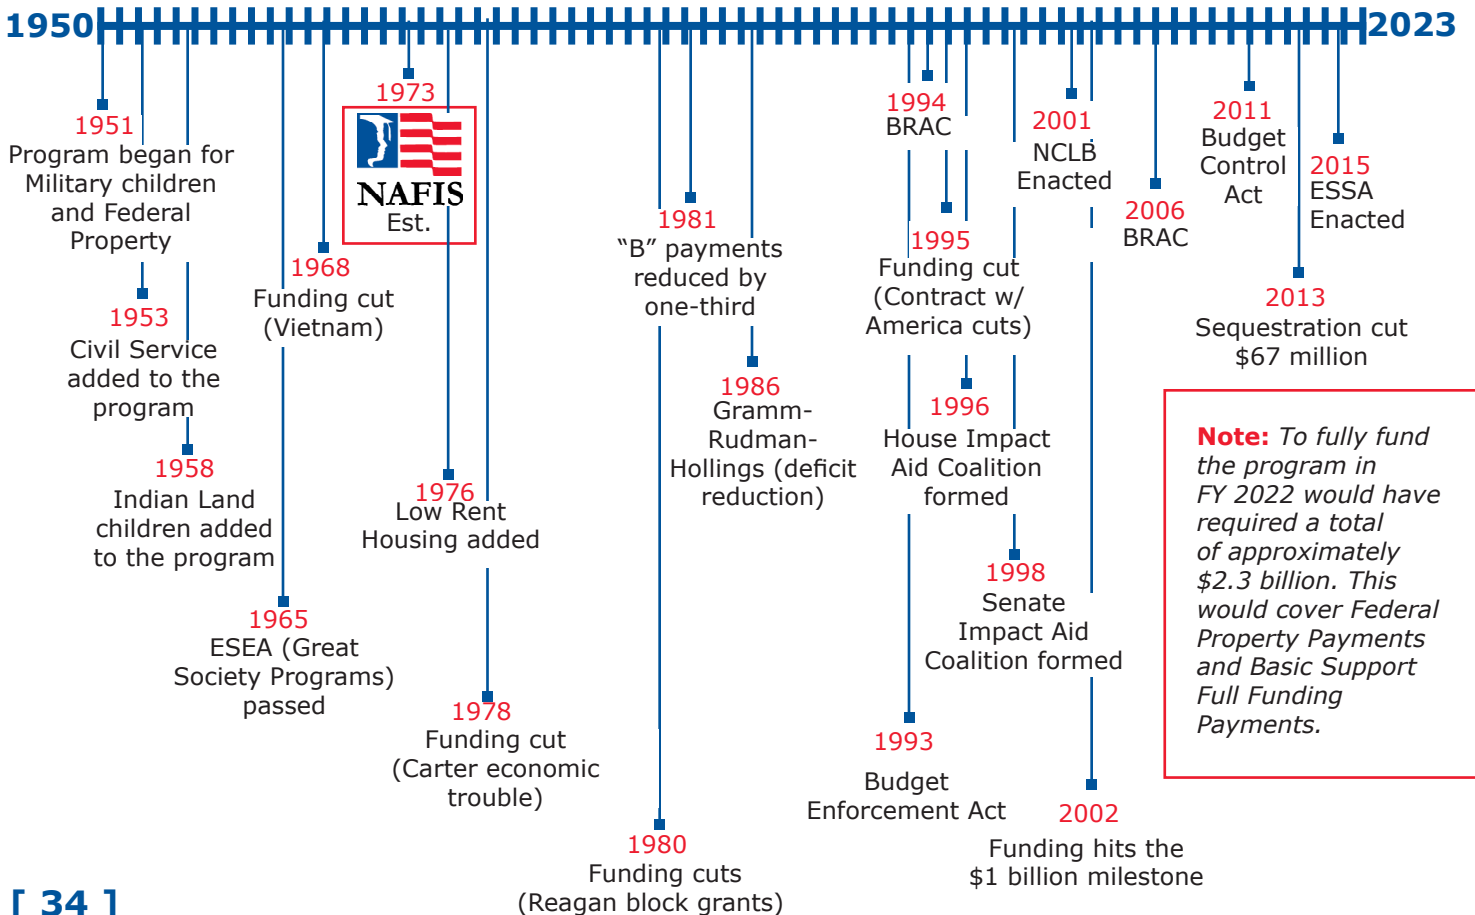 1950
2023
1951
Program began for
Military children
and Federal
Property
1953
Civil Service
added to the
program
1958
Indian Land
children added
to the program
1965
ESEA (Great
Society Programs)
passed
1968
Funding cut
(Vietnam)
1973
NAFIS
Est.
1976
Low Rent
Housing added
1978
Funding cut
(Carter economic
trouble)
1980
Funding cuts
(Reagan block grants)
1981
“B” payments
reduced by
one-third
1986
Gramm-
Rudman-
Hollings (deficit
reduction)
1993
Budget
Enforcement Act
1994
BRAC
1995
Funding cut
(Contract w/
America cuts)
1996
House Impact
Aid Coalition
formed
1998
Senate
Impact Aid
Coalition formed
2001
NCLB
Enacted
2002
Funding hits the
$1 billion milestone
2006
BRAC
2011
Budget
Control
Act
2013
Sequestration cut
$67 million
2015
ESSA
Enacted
Note: To fully fund
the program in
FY 2022 would have
required a total
of approximately
$2.3 billion. This
would cover Federal
Property Payments
and Basic Support
Full Funding
Payments.
[ 34 ]